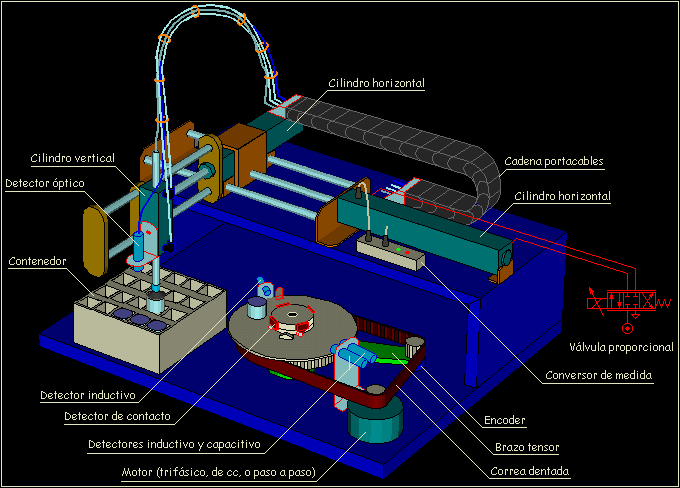 Cilindro horizontal
Cilindro vertical
Cadena portacables
Detector óptico
Cilindro horizontal
Contenedor
Válvula proporcional
Conversor de medida
Detector inductivo
Detector de contacto
Encoder
Detectores inductivo y capacitivo
Brazo tensor
Motor (trifásico, de cc, o paso a paso)
Correa dentada